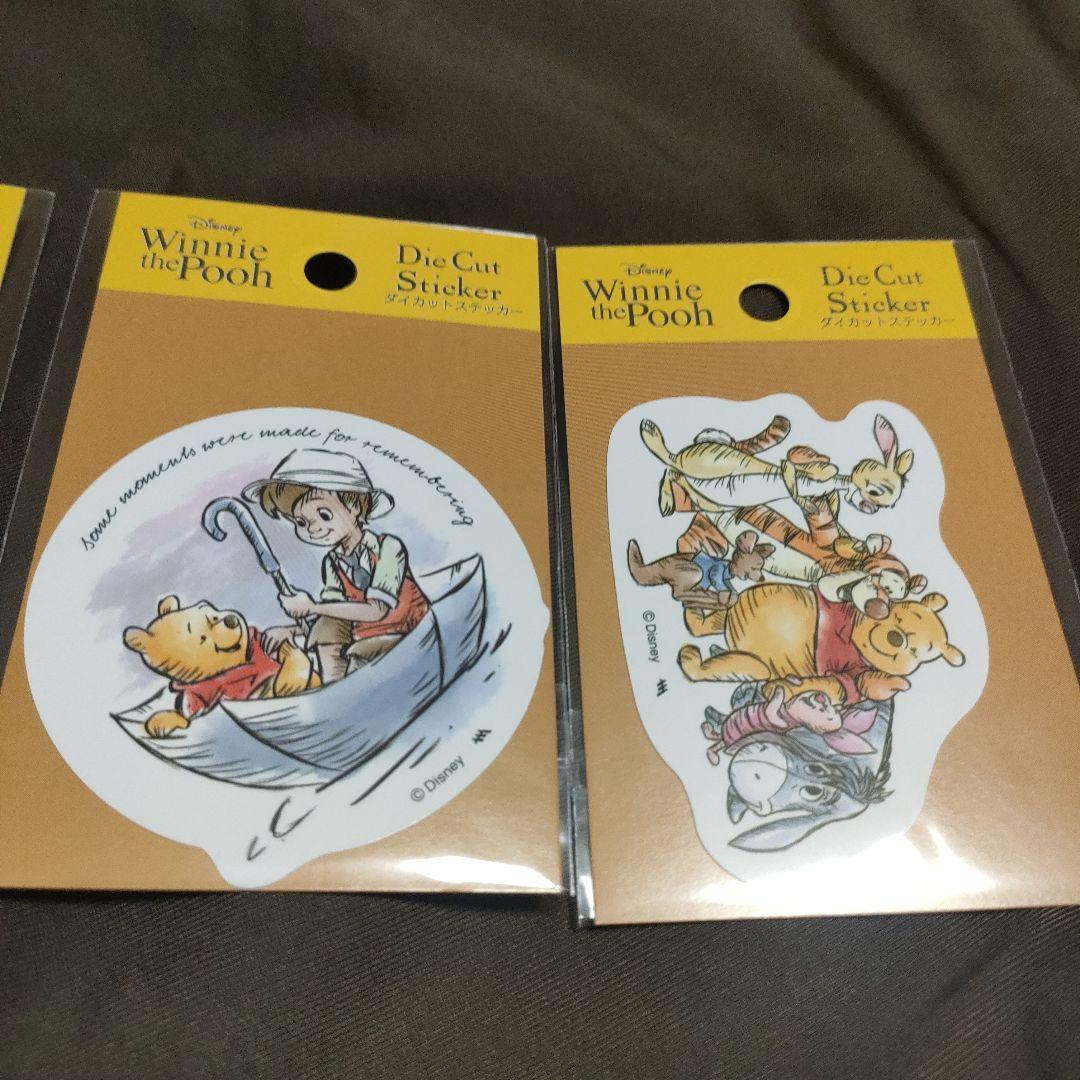 Disney
Winnie
the Pooh
Die Cut
Sticker
ダイカットステッカー
some moments were made for remembering
© Disney
Disney
Winnie
the Pooh
Die Cut
Sticker
ダイカットステッカー
© Disney